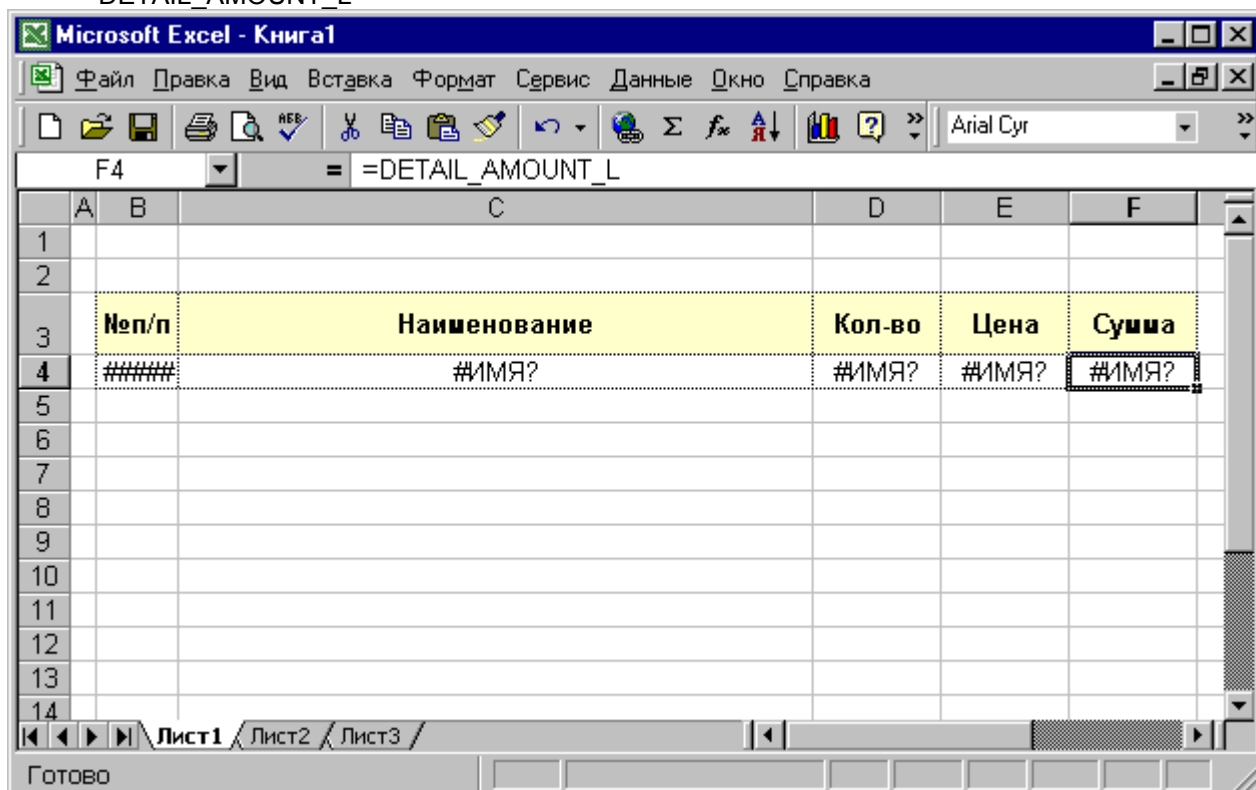 DETAIL_AMOUNT_L
Microsoft Excel - Книга1
Файл Правка Вид Вставка Формат Сервис Данные Окно Справка
Arial Cyr
F4 = =DETAIL_AMOUNT_L
A B C D E F
1
2
3 №п/п Наименование Кол-во Цена Сумма
4 ##### #ИМЯ? #ИМЯ? #ИМЯ? #ИМЯ?
5
6
7
8
9
10
11
12
13
14
Лист1 Лист2 Лист3
Готово